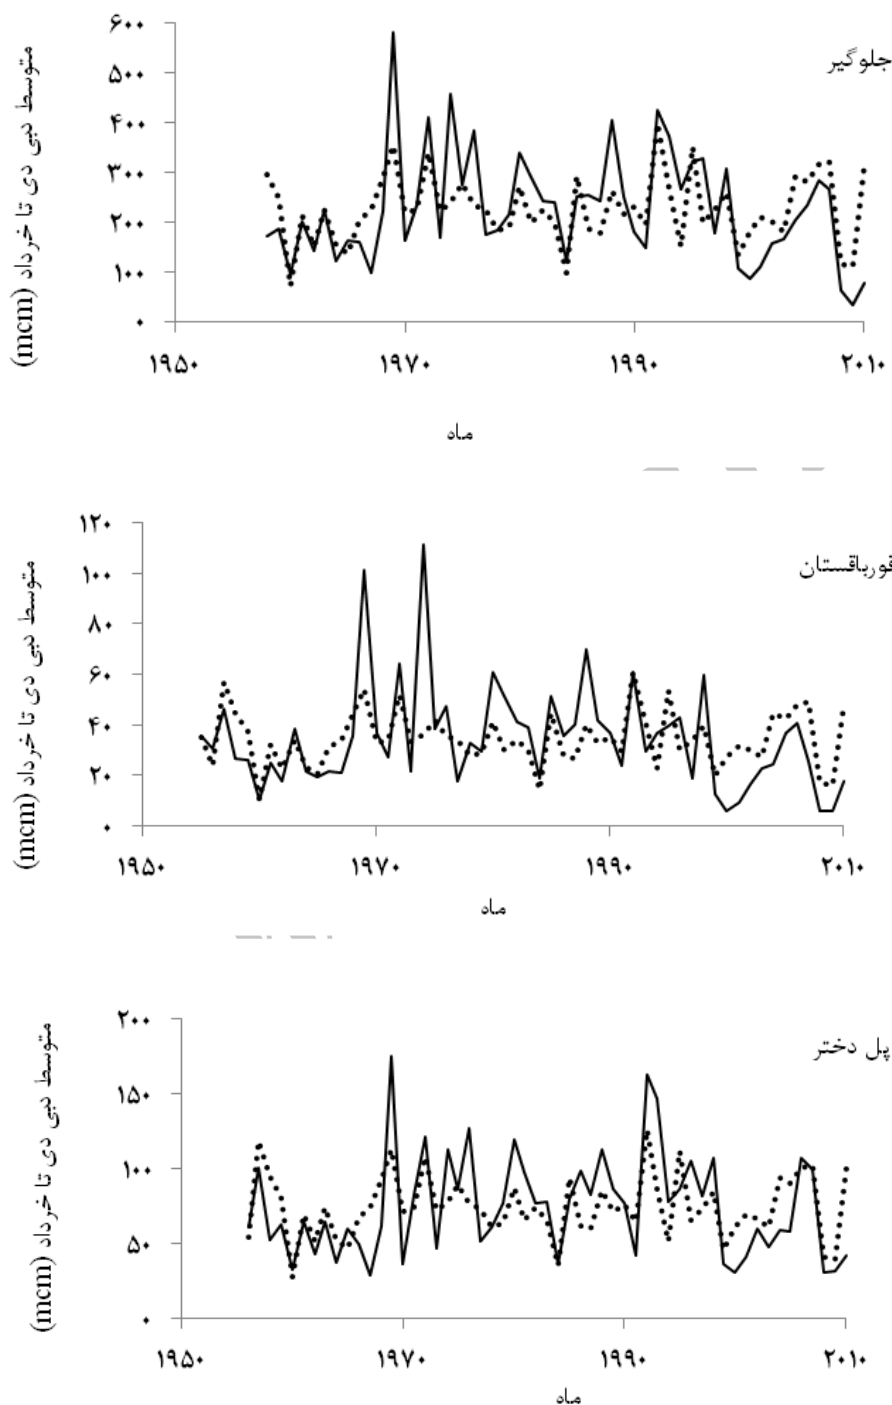 جلوگیر
متوسط دبی دی تا خرداد (mcm)
۶۰۰
۵۰۰
۴۰۰
۳۰۰
۲۰۰
۱۰۰
۰
۱۹۵۰ ۱۹۷۰ ۱۹۹۰ ۲۰۱۰
ماه
قورباقستان
متوسط دبی دی تا خرداد (mcm)
۱۲۰
۱۰۰
۸۰
۶۰
۴۰
۲۰
۰
۱۹۵۰ ۱۹۷۰ ۱۹۹۰ ۲۰۱۰
ماه
پل دختر
متوسط دبی دی تا خرداد (mcm)
۲۰۰
۱۵۰
۱۰۰
۵۰
۰
۱۹۵۰ ۱۹۷۰ ۱۹۹۰ ۲۰۱۰
ماه